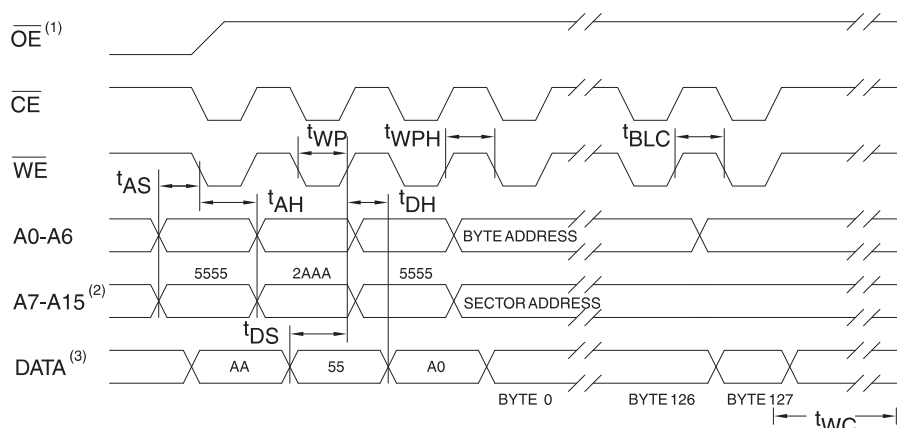 OE (1)
CE
tWP tWPH tBLC
WE
tAS tAH tDH
A0-A6 BYTE ADDRESS
5555 2AAA 5555
A7-A15 (2) SECTOR ADDRESS
tDS
DATA (3) AA 55 A0
BYTE 0 BYTE 126 BYTE 127
tWC